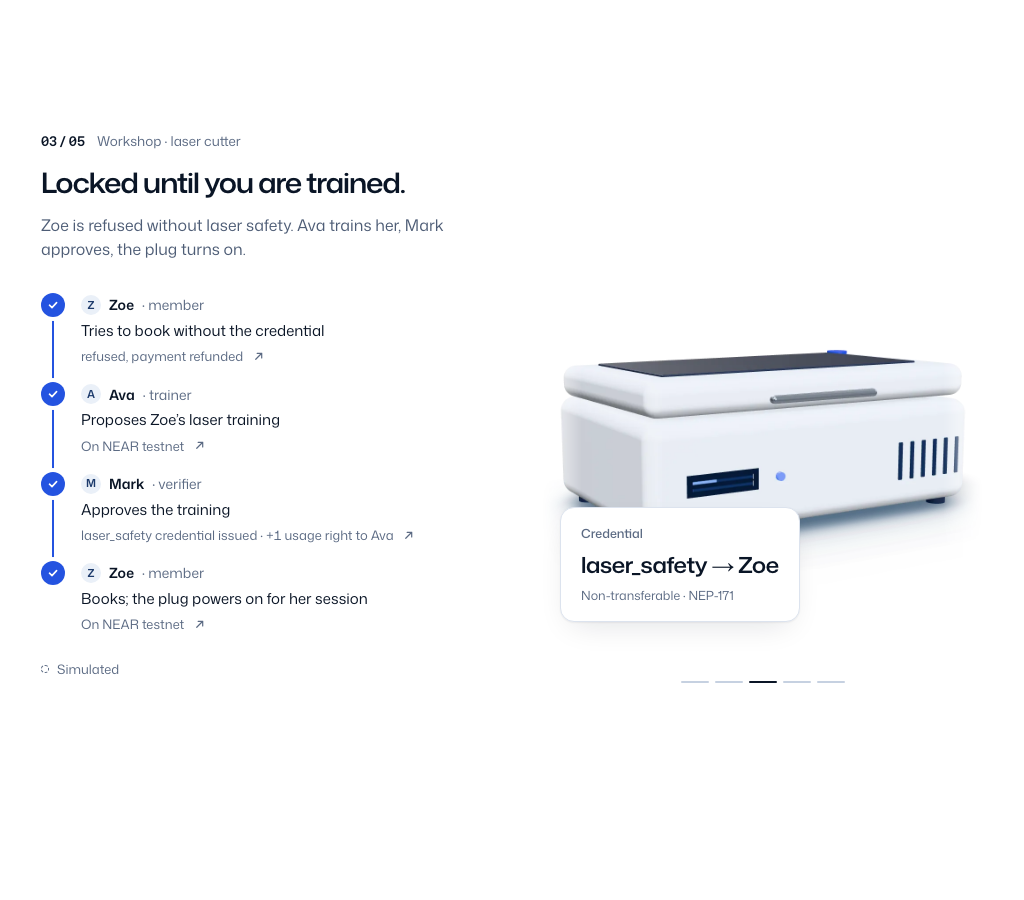 03 / 05 Workshop · laser cutter
Locked until you are trained.
Zoe is refused without laser safety. Ava trains her, Mark
approves, the plug turns on.
Z Zoe · member
Tries to book without the credential
refused, payment refunded ↗
A Ava · trainer
Proposes Zoe’s laser training
On NEAR testnet ↗
M Mark · verifier
Approves the training
laser_safety credential issued · +1 usage right to Ava ↗
Z Zoe · member
Books; the plug powers on for her session
On NEAR testnet ↗
Simulated
Credential
laser_safety → Zoe
Non-transferable · NEP-171